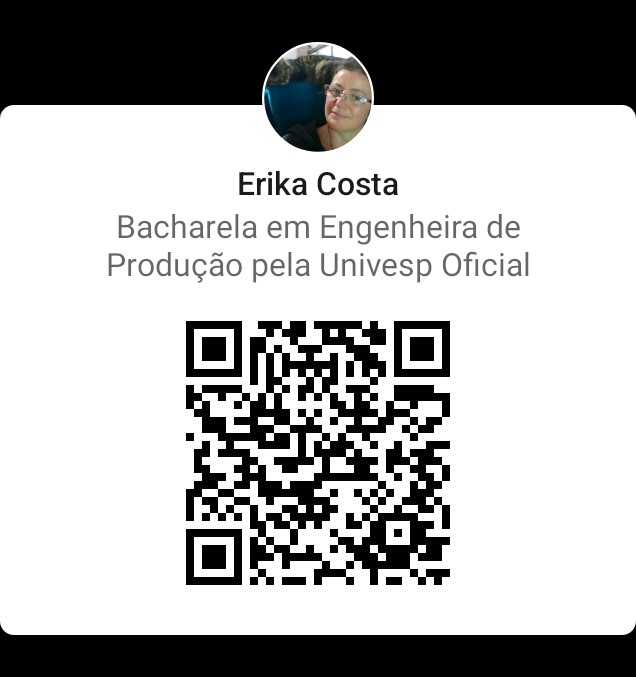 Erika Costa
Bacharela em Engenheira de
Produção pela Univesp Oficial